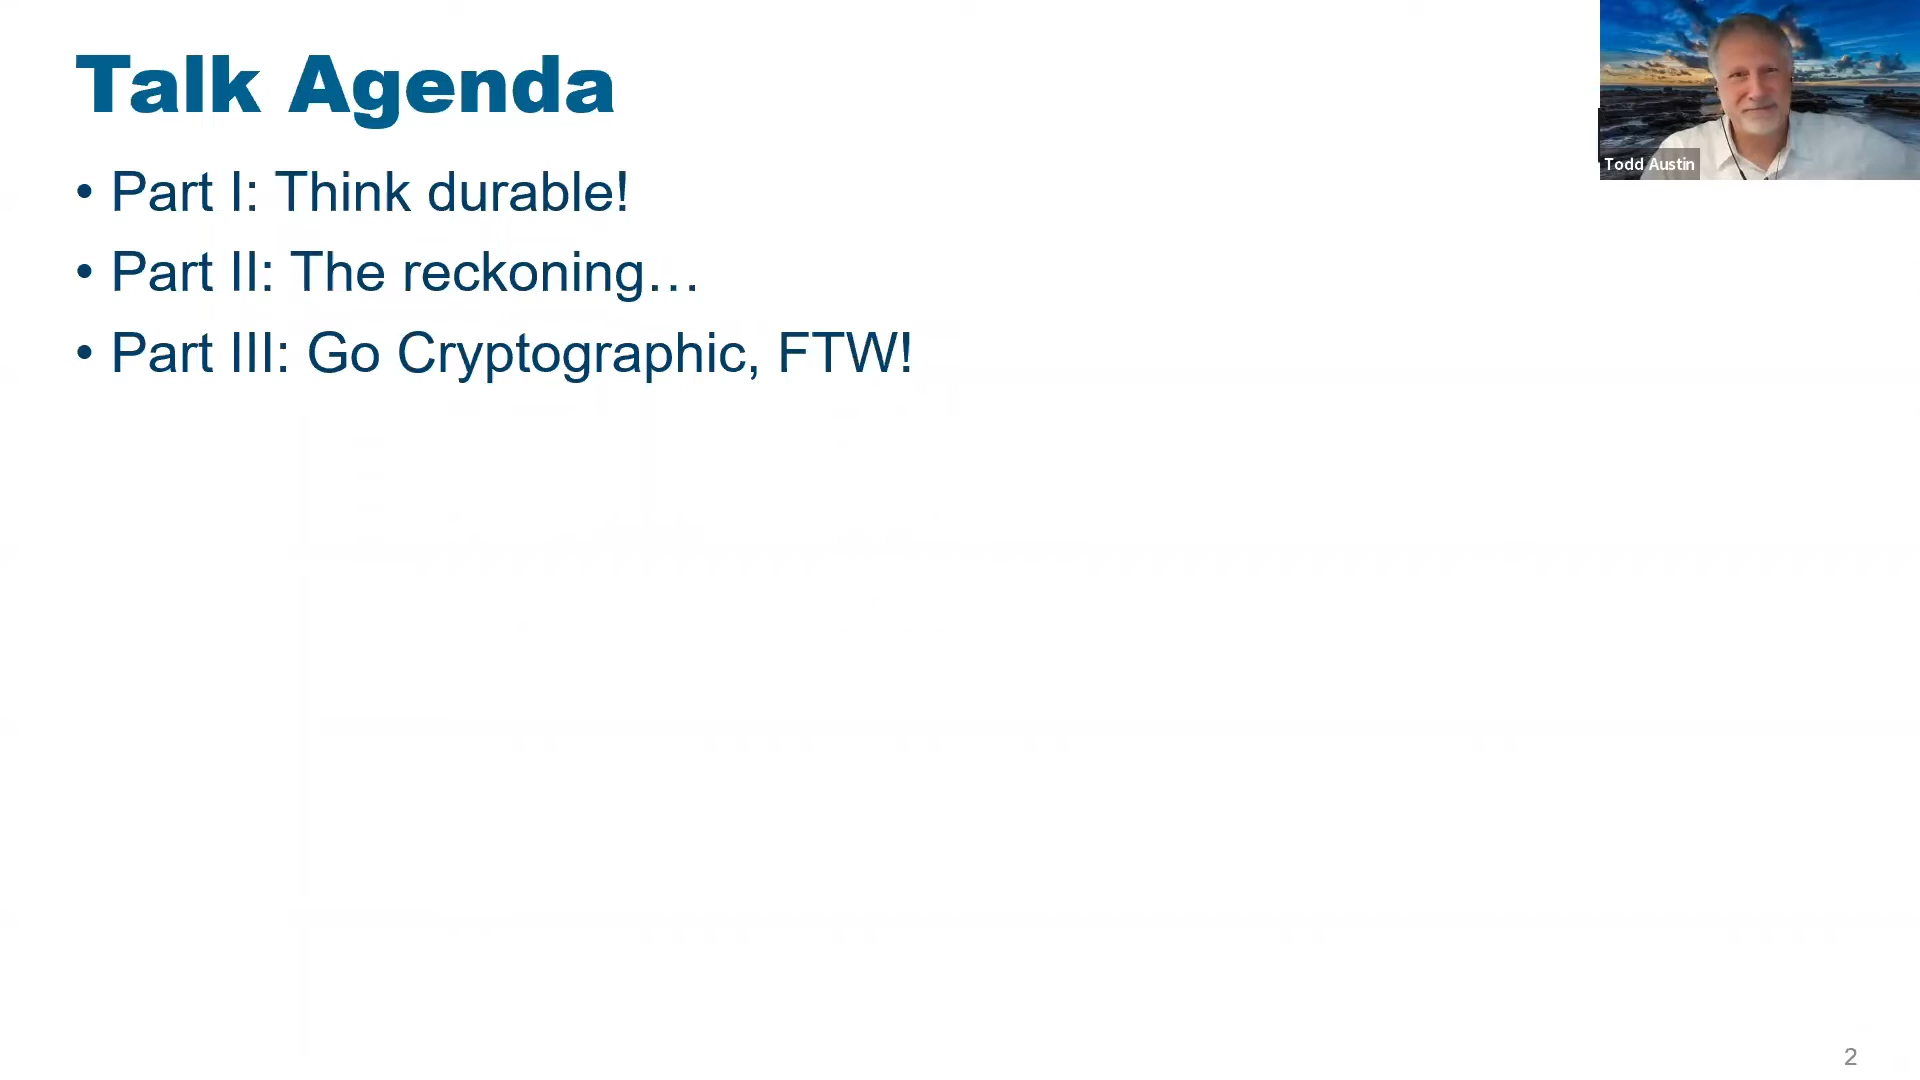 Talk Agenda
• Part I: Think durable!
• Part II: The reckoning…
• Part III: Go Cryptographic, FTW!
Todd Austin
2